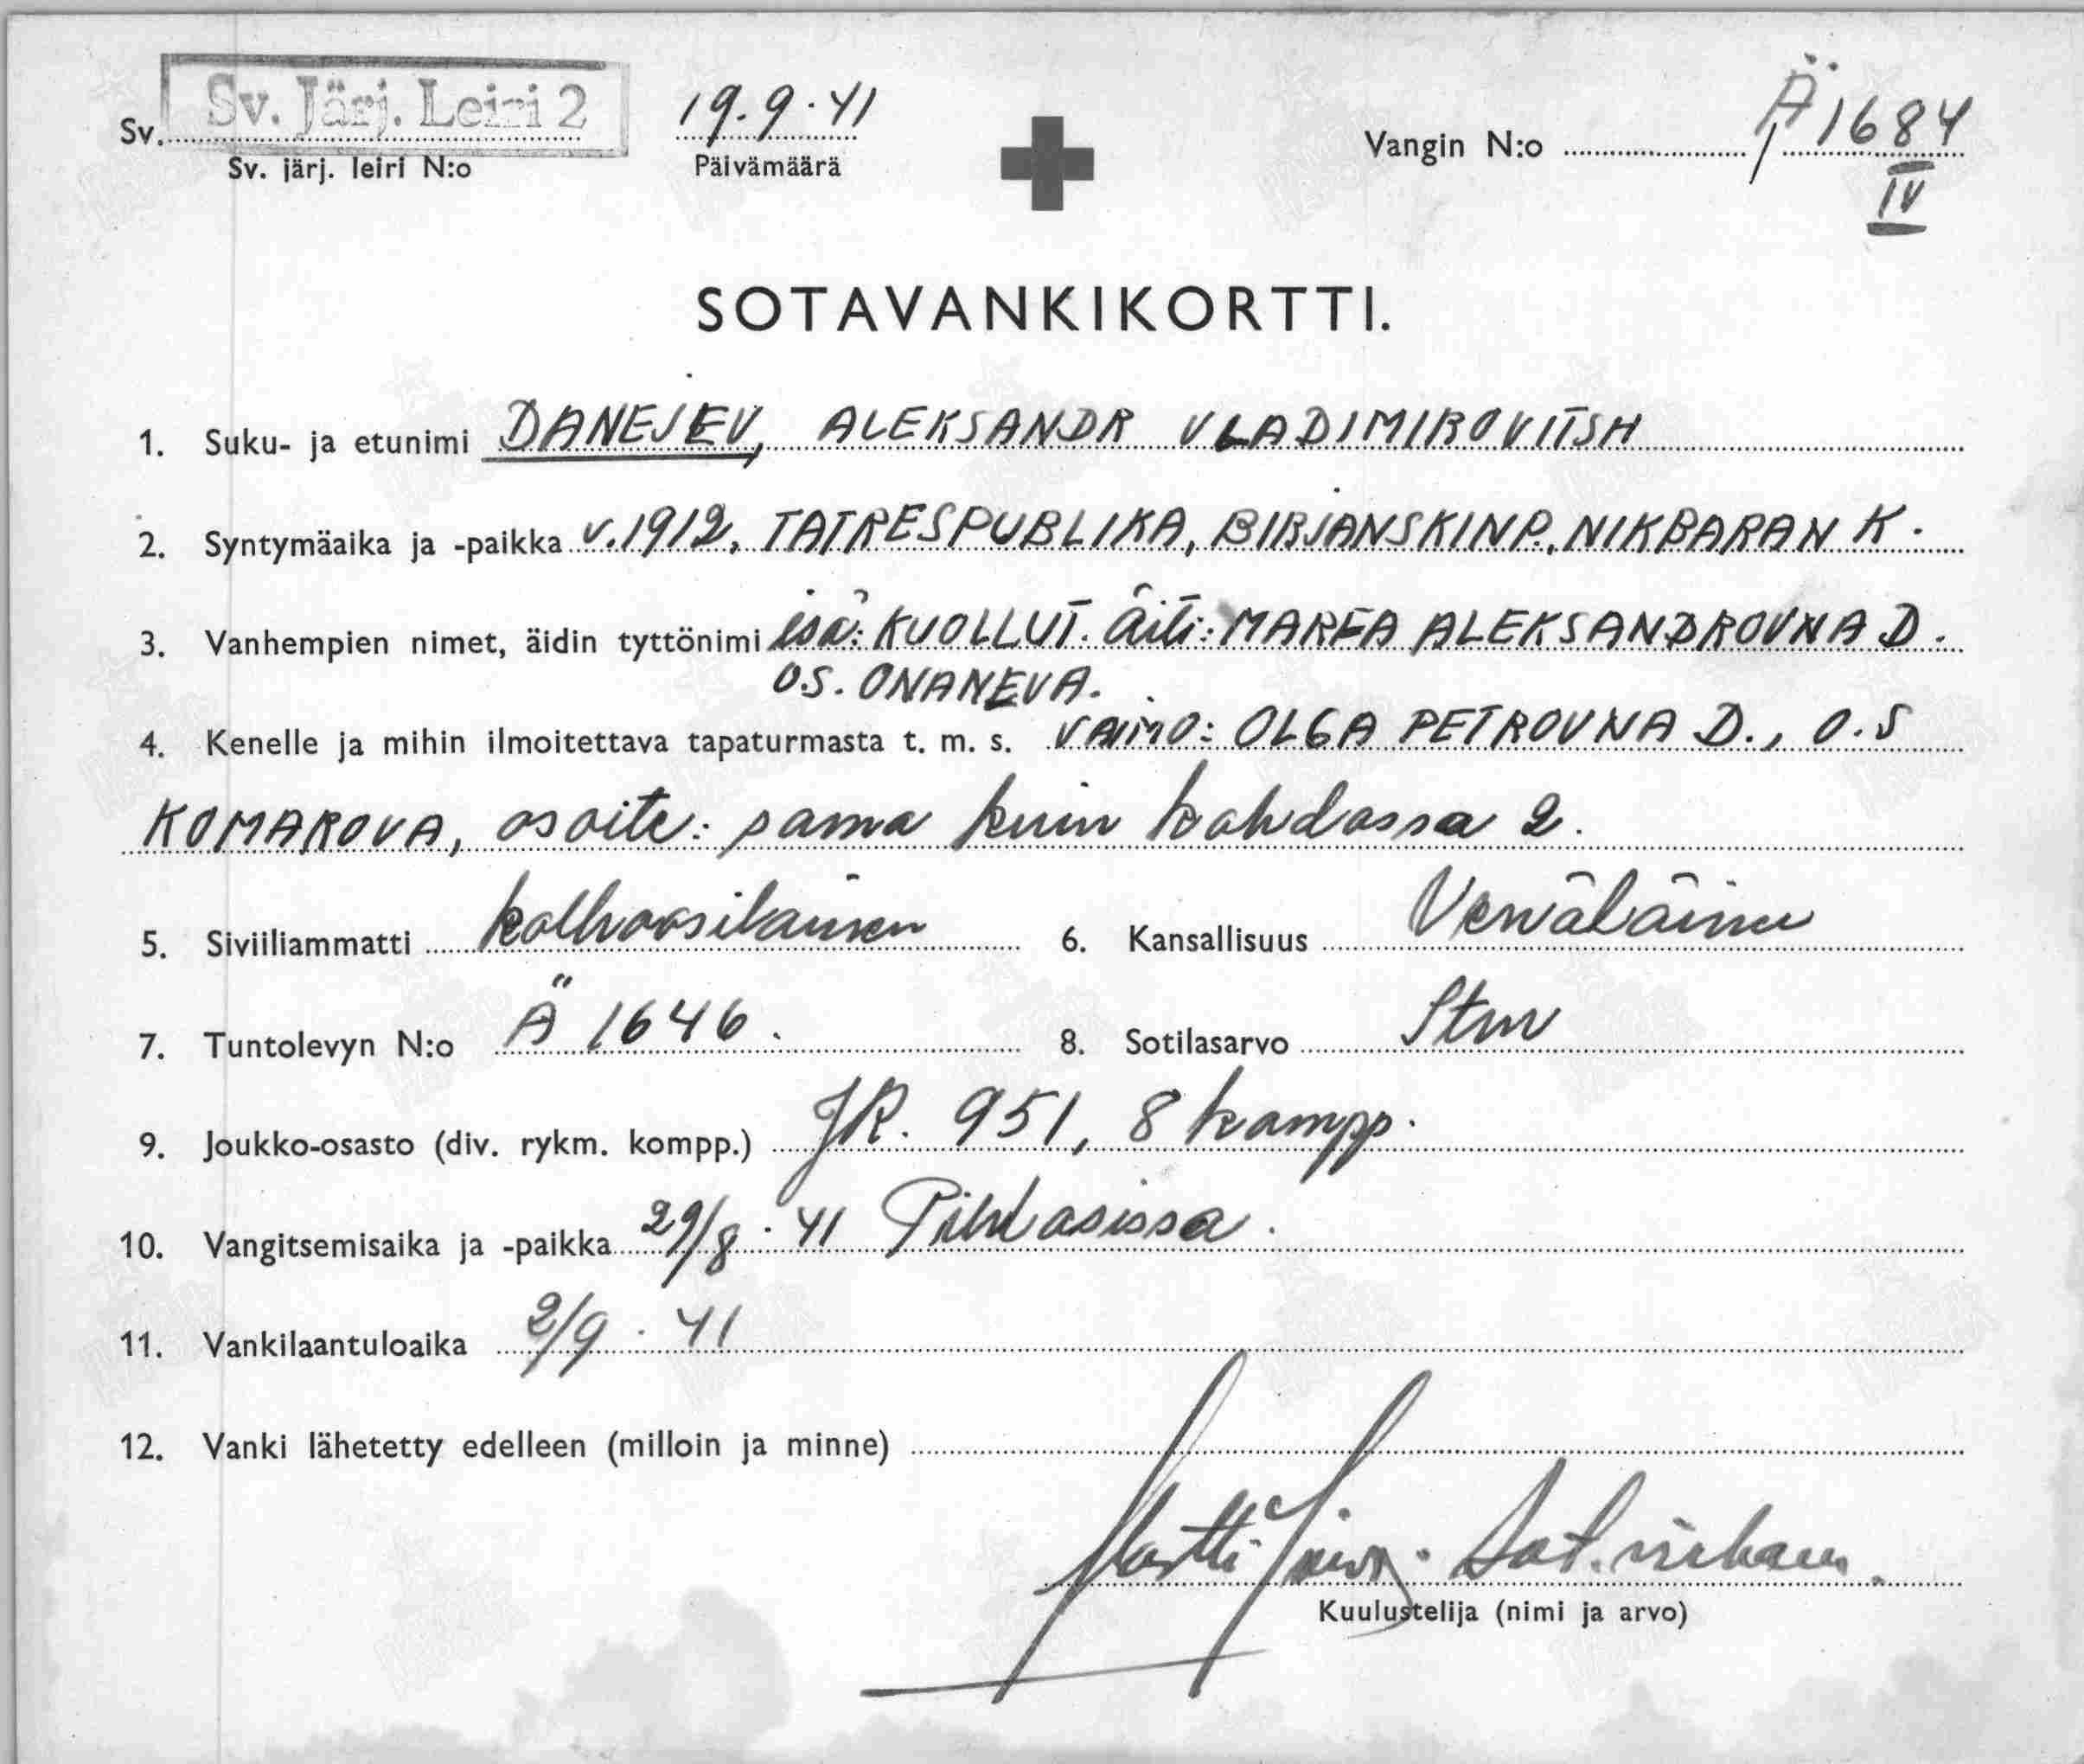 Sv. Järj. Leiri 2 19.9.41 Vangin N:o Ä 1684
Sv. Sv. järj. leiri N:o Päivämäärä IV
SOTAVANKIKORTTI.
1. Suku- ja etunimi DANEJEV, ALEKSANDR VLADIMIROVITSH
2. Syntymäaika ja -paikka v. 1912, TATRESPUBLIKA, BIRJANSKINP. NIKBARAN K.
3. Vanhempien nimet, äidin tyttönimi isä: KUOLLUT. äiti: MARFA ALEKSANDROVNA D.
O.S. ONANEVA.
4. Kenelle ja mihin ilmoitettava tapaturmasta t. m. s. VAIMO: OLGA PETROVNA D., O.S
KOMAROVA, osoite: sama kuin kohdassa 2.
5. Siviiliammatti kolhoosilainen 6. Kansallisuus Venäläinen
7. Tuntolevyn N:o Ä 1646. 8. Sotilasarvo Stm
9. Joukko-osasto (div. rykm. kompp.) JR. 951, 8 kompp.
10. Vangitsemisaika ja -paikka 29/8. 41
11. Vankilaantuloaika 2/9. 41
12. Vanki lähetetty edelleen (milloin ja minne)
Martti Sot.
Kuulustelija (nimi ja arvo)